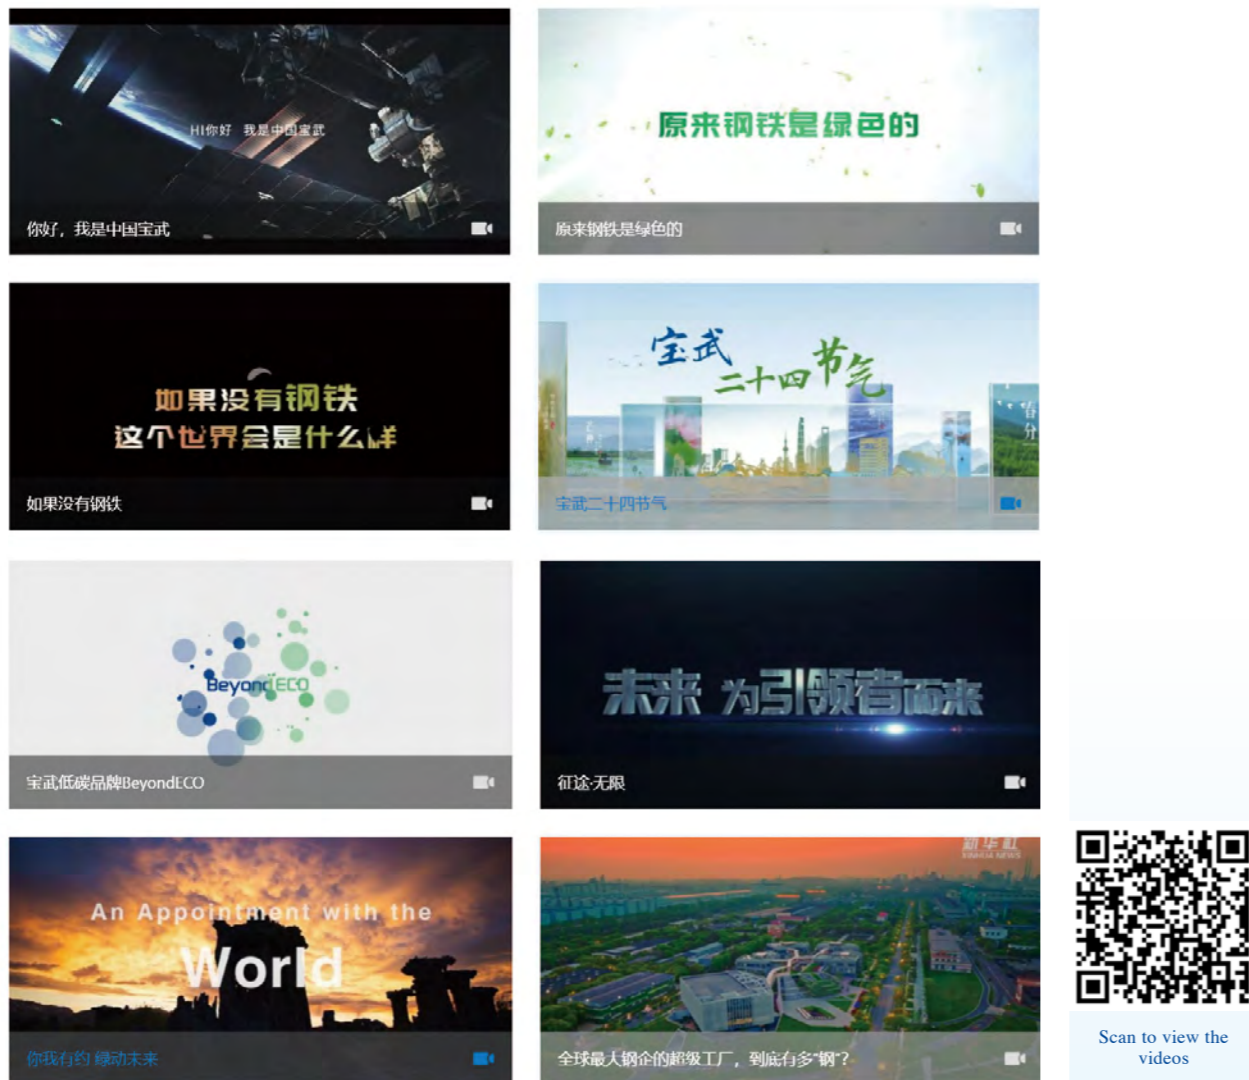 HI你好 我是中国宝武
你好，我是中国宝武
原来钢铁是绿色的
原来钢铁是绿色的
如果没有钢铁
这个世界会是什么样
如果没有钢铁
宝武
二十四节气
春分
宝武二十四节气
BeyondECO
宝武低碳品牌BeyondECO
未来 为引领者而来
征途·无限
An Appointment with the
World
你我有约 绿动未来
新华社
XINHUA NEWS
全球最大钢企的超级工厂，到底有多"钢"？
Scan to view the
videos